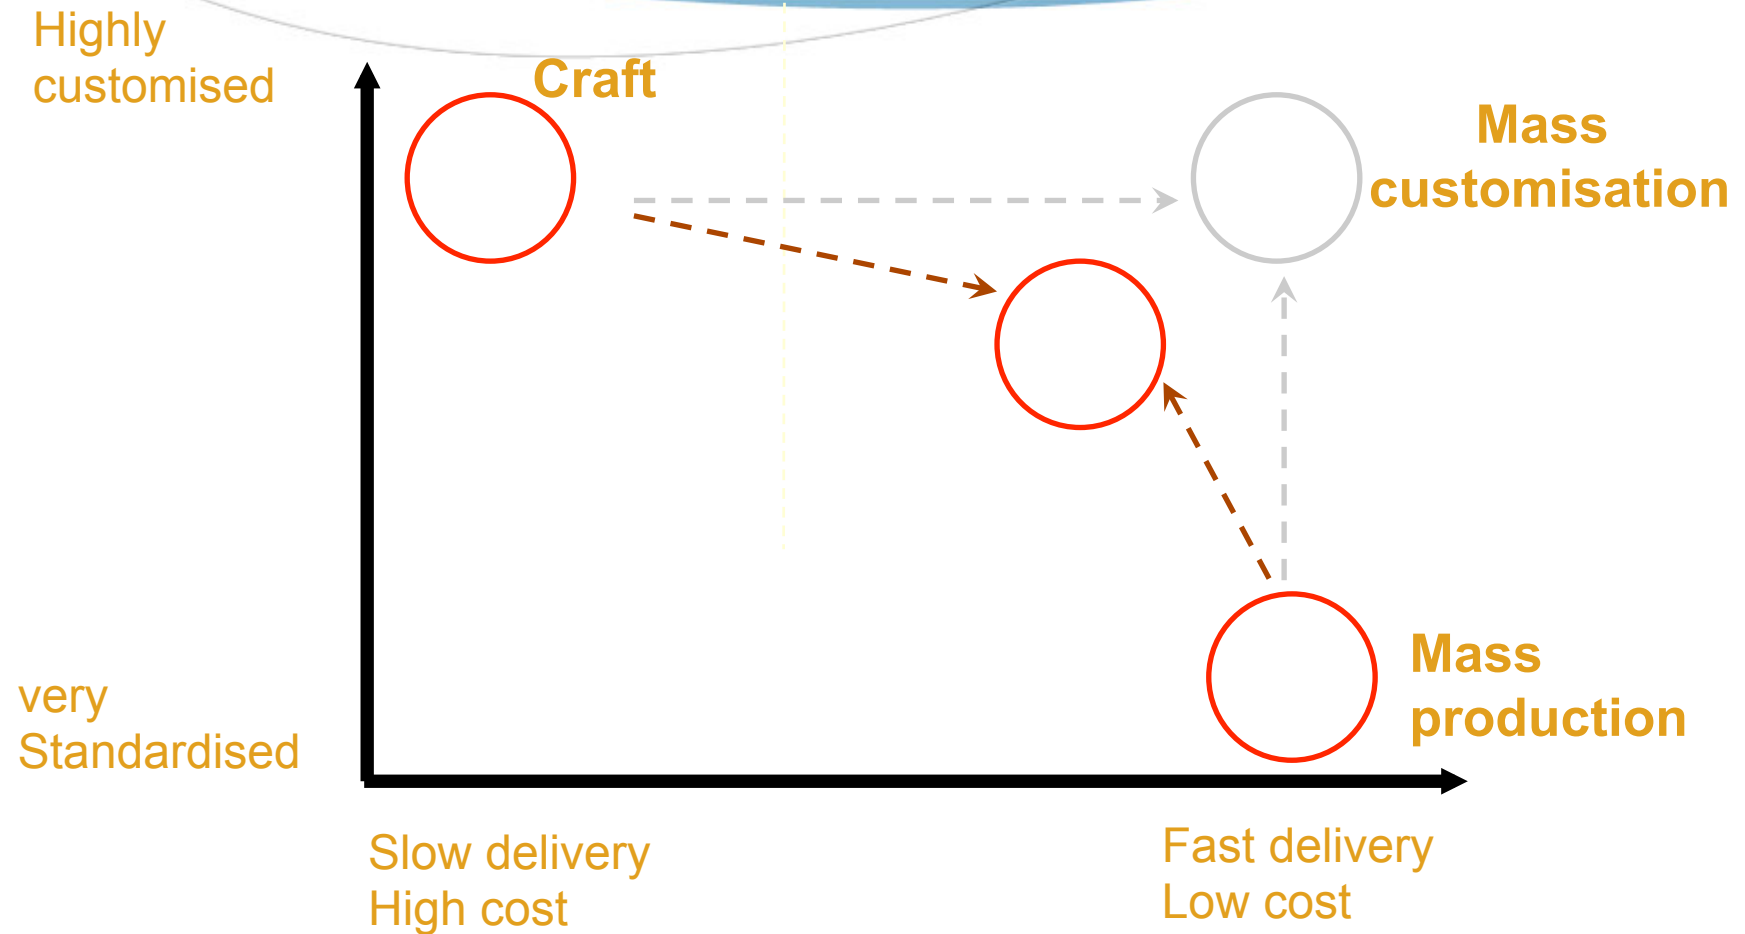 Highly
customised
Craft
Mass
customisation
very
Standardised
Mass
production
Slow delivery
High cost
Fast delivery
Low cost